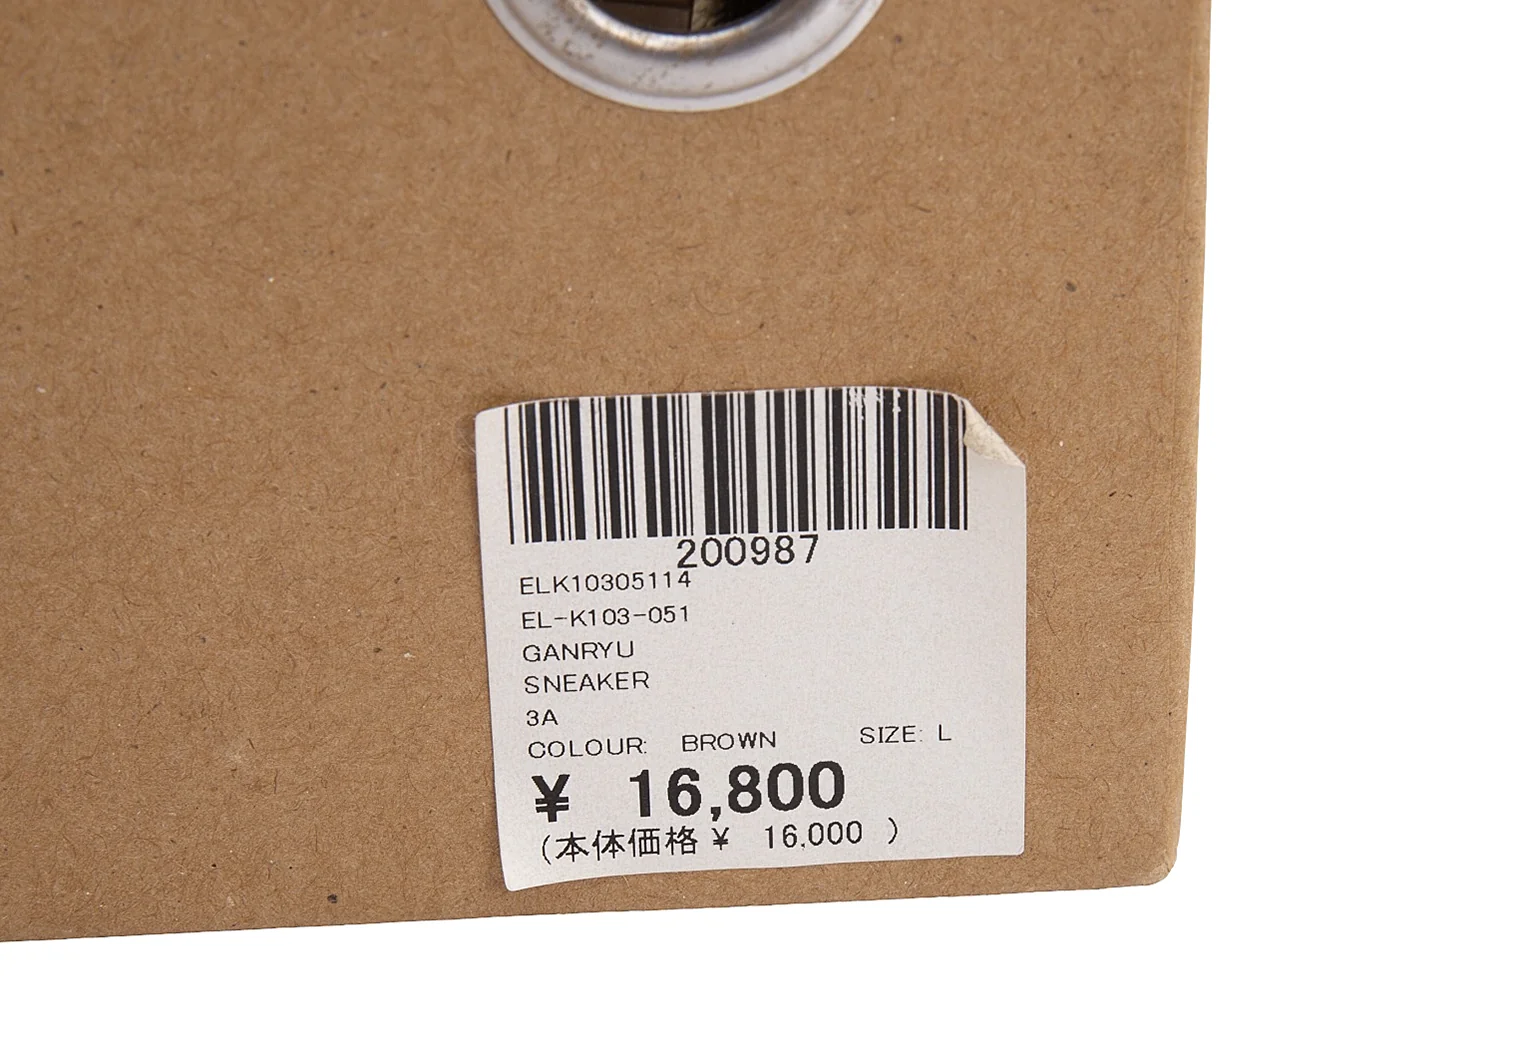 200987
ELK10305114
EL-K103-051
GANRYU
SNEAKER
3A
COLOUR: BROWN SIZE: L
¥ 16,800
(本体価格 ¥ 16,000 )